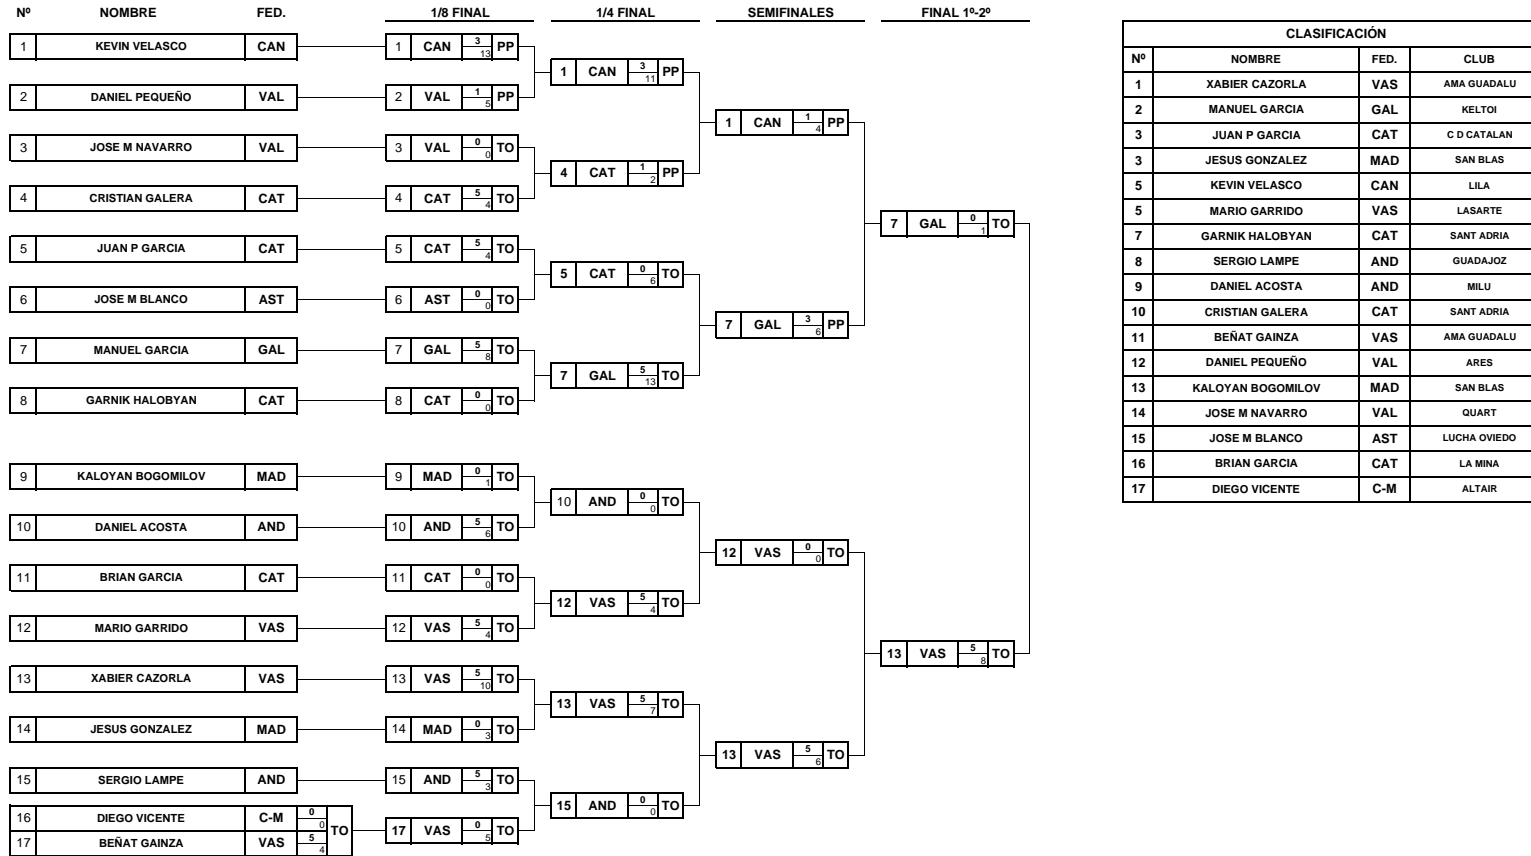 Nº NOMBRE FED. 1/8 FINAL 1/4 FINAL SEMIFINALES FINAL 1º-2º
1 KEVIN VELASCO CAN 1 CAN 3 13 PP
1 CAN 3 11 PP
2 DANIEL PEQUEÑO VAL 2 VAL 1 5 PP
1 CAN 1 4 PP
3 JOSE M NAVARRO VAL 3 VAL 0 0 TO
4 CAT 1 2 PP
4 CRISTIAN GALERA CAT 4 CAT 5 4 TO
7 GAL 0 1 TO
5 JUAN P GARCIA CAT 5 CAT 5 4 TO
5 CAT 0 6 TO
6 JOSE M BLANCO AST 6 AST 0 0 TO
7 GAL 3 6 PP
7 MANUEL GARCIA GAL 7 GAL 5 8 TO
7 GAL 5 13 TO
8 GARNIK HALOBYAN CAT 8 CAT 0 0 TO
9 KALOYAN BOGOMILOV MAD 9 MAD 0 1 TO
10 AND 0 0 TO
10 DANIEL ACOSTA AND 10 AND 5 6 TO
12 VAS 0 0 TO
11 BRIAN GARCIA CAT 11 CAT 0 0 TO
12 VAS 5 4 TO
12 MARIO GARRIDO VAS 12 VAS 5 4 TO
13 VAS 5 8 TO
13 XABIER CAZORLA VAS 13 VAS 5 10 TO
13 VAS 5 7 TO
14 JESUS GONZALEZ MAD 14 MAD 0 3 TO
13 VAS 5 6 TO
15 SERGIO LAMPE AND 15 AND 5 3 TO
15 AND 0 0 TO
16 DIEGO VICENTE C-M 0 0 TO
17 VAS 0 5 TO
17 BEÑAT GAINZA VAS 5 4
CLASIFICACIÓN
Nº NOMBRE FED. CLUB
1 XABIER CAZORLA VAS AMA GUADALU
2 MANUEL GARCIA GAL KELTOI
3 JUAN P GARCIA CAT C D CATALAN
3 JESUS GONZALEZ MAD SAN BLAS
5 KEVIN VELASCO CAN LILA
5 MARIO GARRIDO VAS LASARTE
7 GARNIK HALOBYAN CAT SANT ADRIA
8 SERGIO LAMPE AND GUADAJOZ
9 DANIEL ACOSTA AND MILU
10 CRISTIAN GALERA CAT SANT ADRIA
11 BEÑAT GAINZA VAS AMA GUADALU
12 DANIEL PEQUEÑO VAL ARES
13 KALOYAN BOGOMILOV MAD SAN BLAS
14 JOSE M NAVARRO VAL QUART
15 JOSE M BLANCO AST LUCHA OVIEDO
16 BRIAN GARCIA CAT LA MINA
17 DIEGO VICENTE C-M ALTAIR